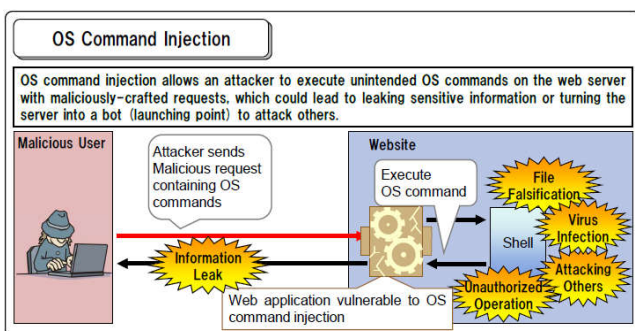 OS Command Injection
OS command injection allows an attacker to execute unintended OS commands on the web server
with maliciously-crafted requests, which could lead to leaking sensitive information or turning the
server into a bot (launching point) to attack others.
Malicious User
Attacker sends
Malicious request
containing OS
commands
Website
Execute
OS command
File
Falsification
Virus
Infection
Shell
Information
Leak
Attacking
Others
Unauthorized
Operation
Web application vulnerable to OS
command injection